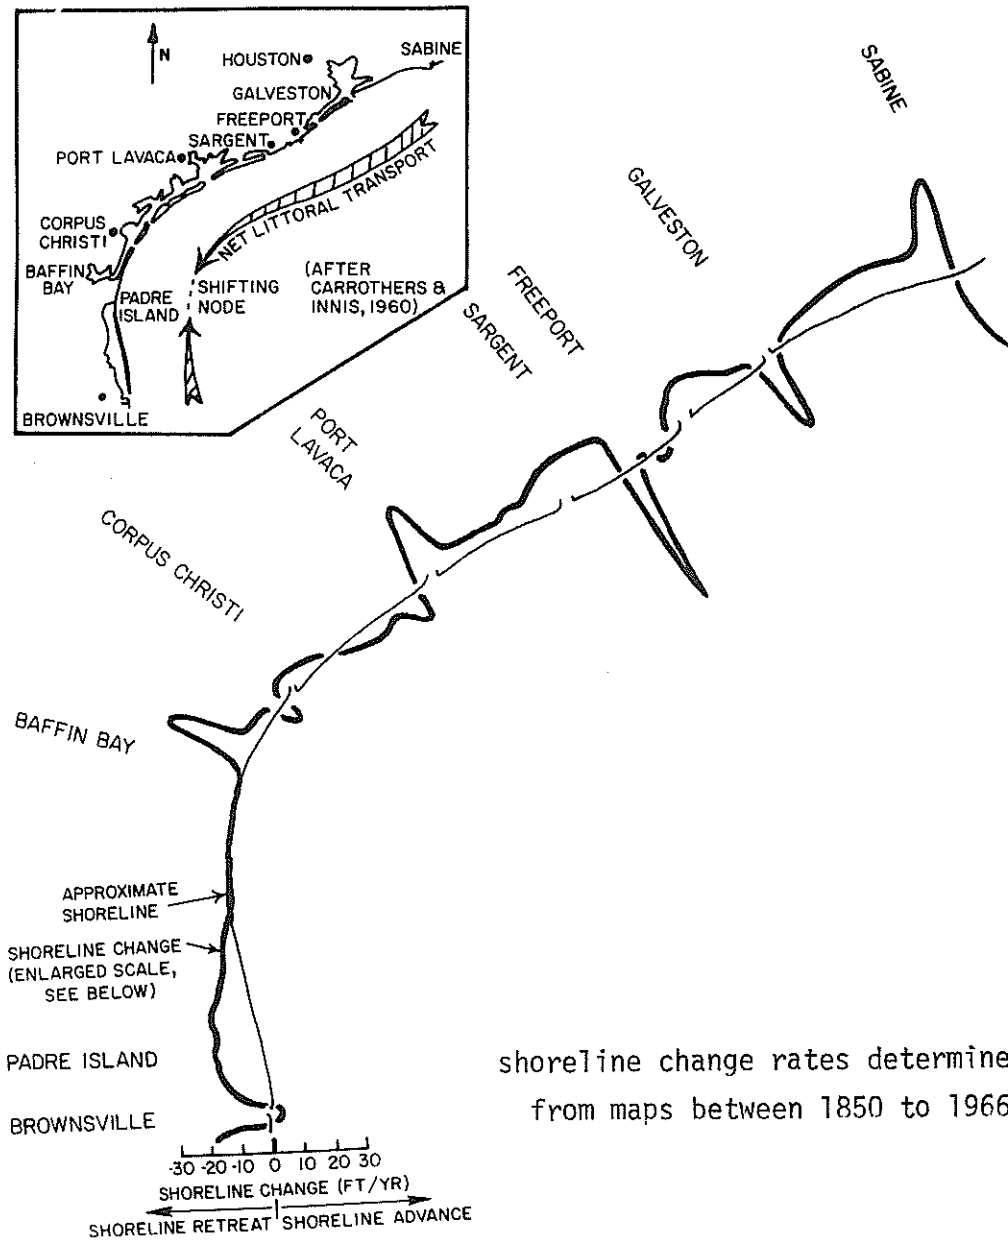 N
HOUSTON
SABINE
GALVESTON
FREEPORT
SARGENT
PORT LAVACA
NET LITTORAL TRANSPORT
CORPUS
CHRISTI
BAFFIN
BAY
PADRE
ISLAND
SHIFTING
NODE
(AFTER
CARROTHERS &
INNIS, 1960)
BROWNSVILLE
SABINE
GALVESTON
FREEPORT
SARGENT
PORT
LAVACA
CORPUS CHRISTI
BAFFIN BAY
APPROXIMATE
SHORELINE
SHORELINE CHANGE
(ENLARGED SCALE,
SEE BELOW)
PADRE ISLAND
BROWNSVILLE
shoreline change rates determine
from maps between 1850 to 1966
-30 -20 -10 0 10 20 30
SHORELINE CHANGE (FT/YR)
SHORELINE RETREAT SHORELINE ADVANCE